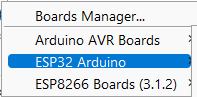 Boards Manager...
Arduino AVR Boards
ESP32 Arduino
ESP8266 Boards (3.1.2)